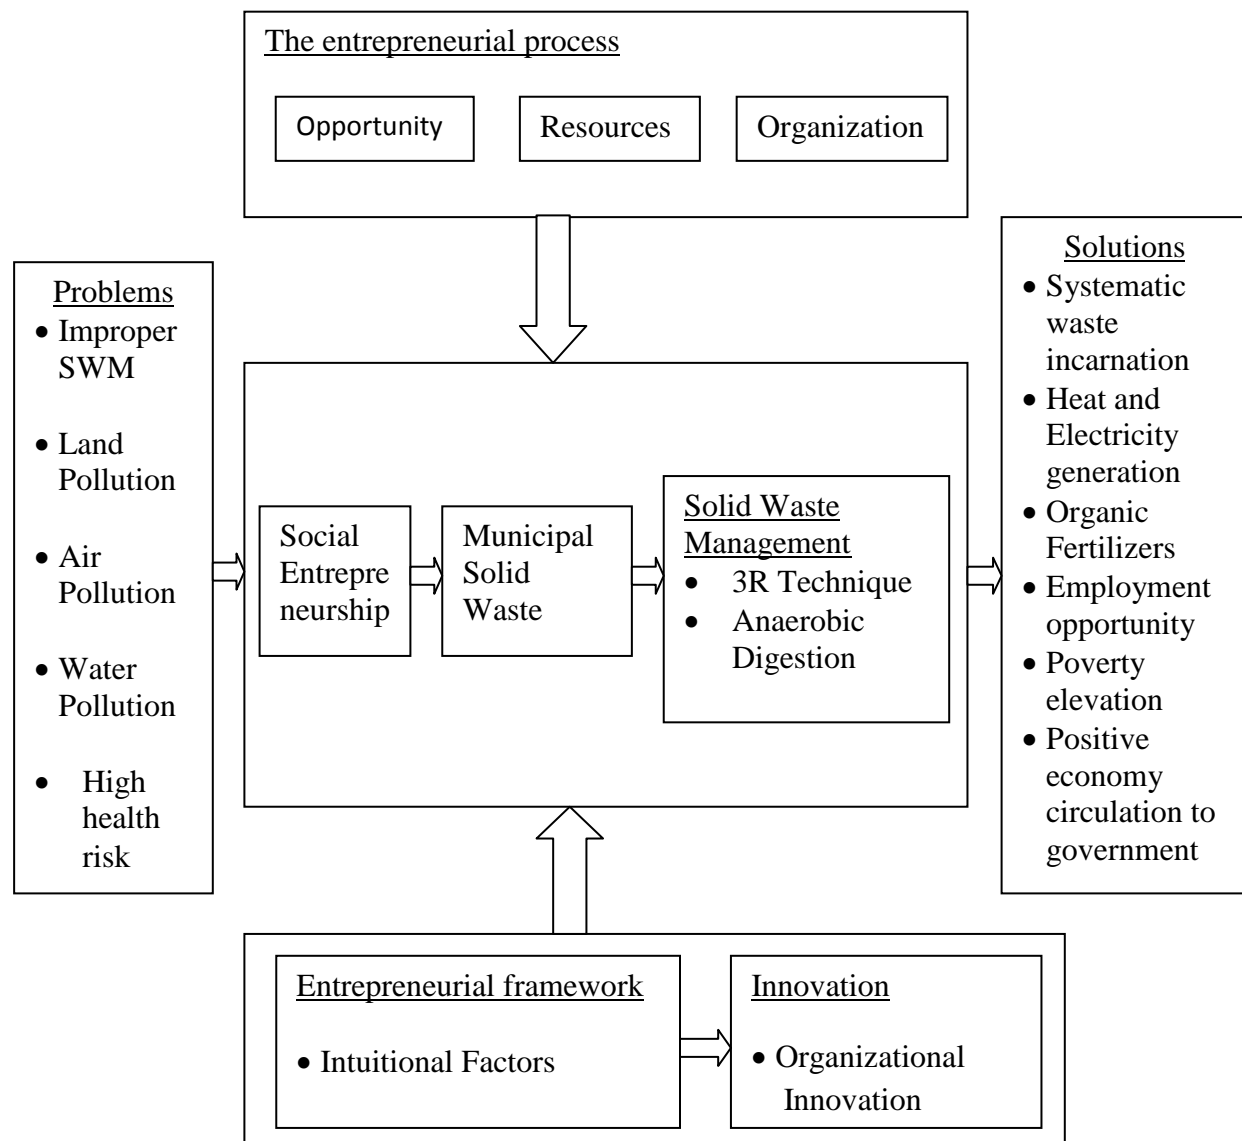 The entrepreneurial process
Opportunity
Resources
Organization
Problems
• Improper
SWM
• Land
Pollution
• Air
Pollution
• Water
Pollution
• High
health
risk
Social
Entrepre
neurship
Municipal
Solid
Waste
Solid Waste
Management
• 3R Technique
• Anaerobic
Digestion
Solutions
• Systematic
waste
incarnation
• Heat and
Electricity
generation
• Organic
Fertilizers
• Employment
opportunity
• Poverty
elevation
• Positive
economy
circulation to
government
Entrepreneurial framework
• Intuitional Factors
Innovation
• Organizational
Innovation